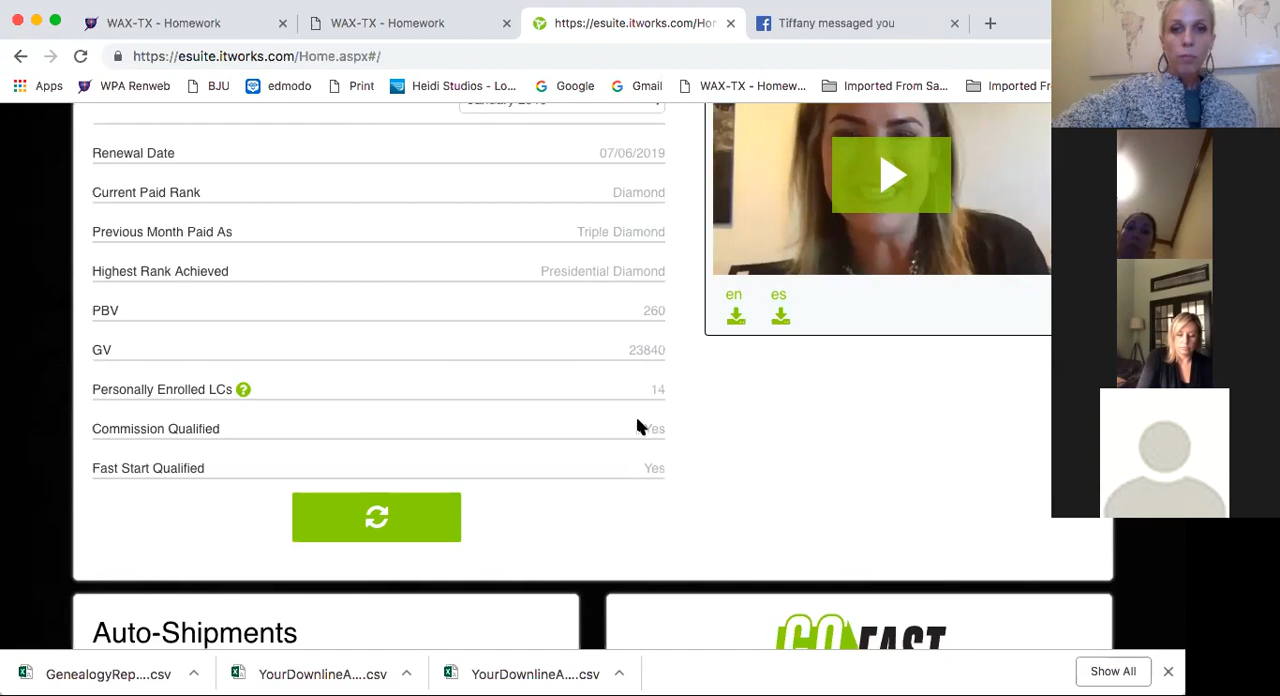 WAX-TX - Homework
WAX-TX - Homework
https://esuite.itworks.com/Hor
Tiffany messaged you
https://esuite.itworks.com/Home.aspx#/
Apps WPA Renweb BJU edmodo Print Heidi Studios - Lo... Google Gmail WAX-TX - Homew... Imported From Sa... Imported Fr
Renewal Date 07/06/2019
Current Paid Rank Diamond
Previous Month Paid As Triple Diamond
Highest Rank Achieved Presidential Diamond
PBV 260
GV 23840
Personally Enrolled LCs ? 14
Commission Qualified Yes
Fast Start Qualified Yes
en es
Auto-Shipments
GO FAST
GenealogyRep....csv YourDownlineA....csv YourDownlineA....csv Show All